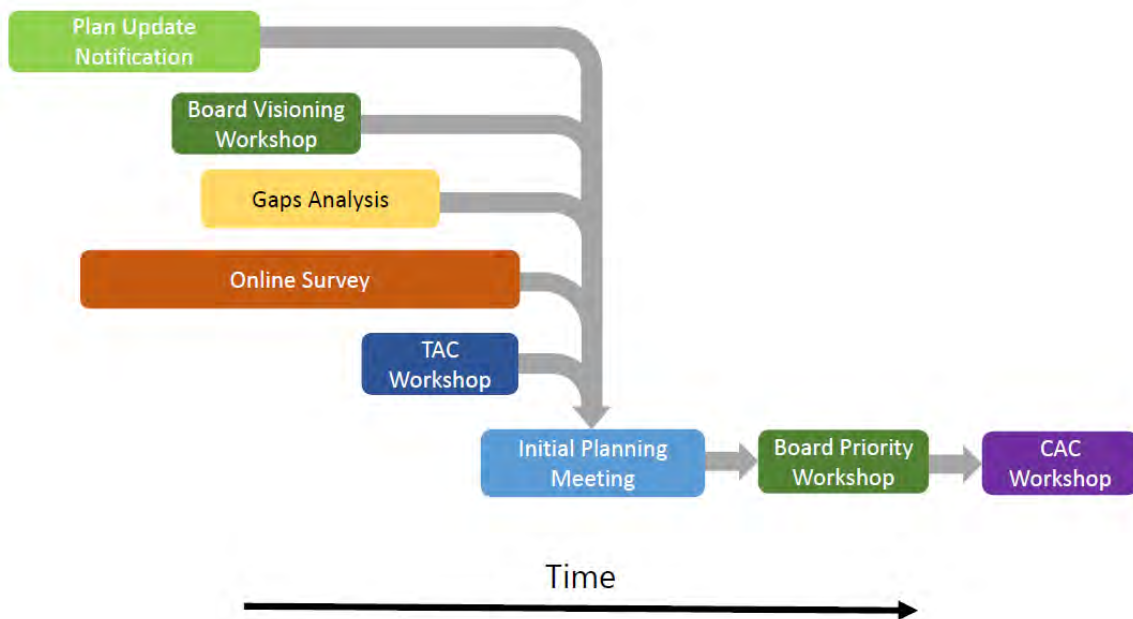 Plan Update
Notification
Board Visioning
Workshop
Gaps Analysis
Online Survey
TAC
Workshop
Initial Planning
Meeting
Board Priority
Workshop
CAC
Workshop
Time